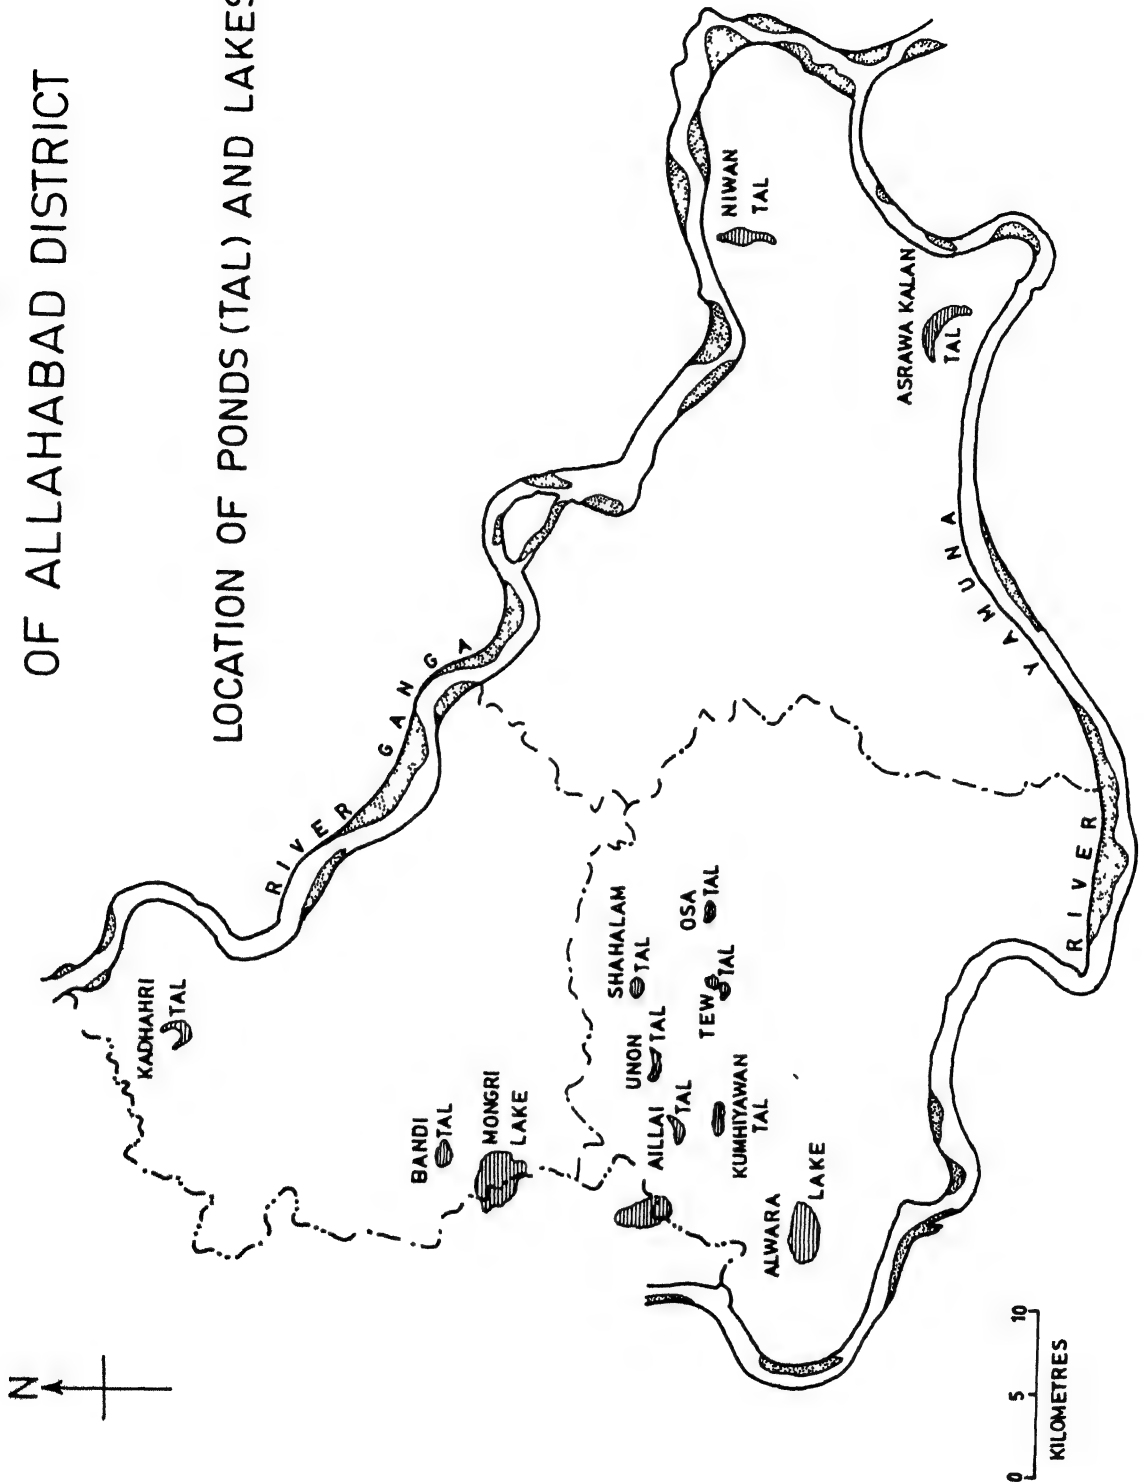 OF ALLAHABAD DISTRICT
LOCATION OF PONDS (TAL) AND LAKES
N
RIVER GANGA
KADHAHRI
TAL
BANDI
TAL
MONGRI
LAKE
SHAHALAM
TAL
OSA
TAL
UNON
TAL
TEW
TAL
AILLAI
TAL
KUMHIYAWAN
TAL
ALWARA
LAKE
NIWAN
TAL
ASRAWA KALAN
TAL
RIVER YAMUNA
0 5 10
KILOMETRES